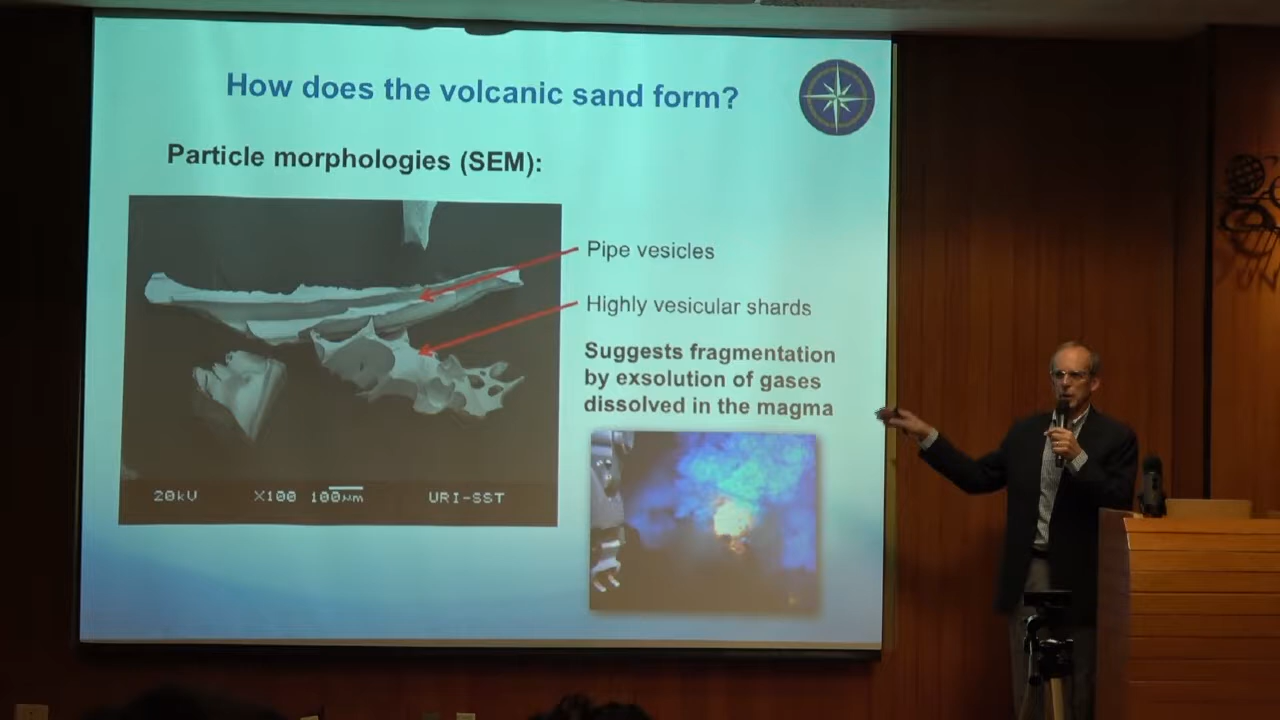 How does the volcanic sand form?
Particle morphologies (SEM):
Pipe vesicles
Highly vesicular shards
Suggests fragmentation
by exsolution of gases
dissolved in the magma
20kU X100 100µm URI-SST